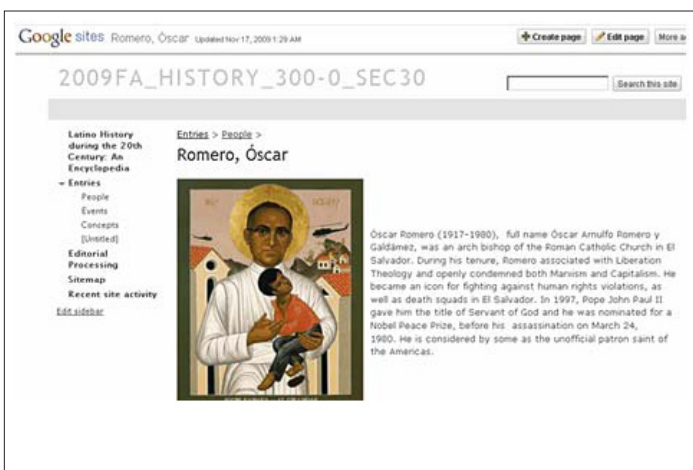 Google sites Romero, Óscar Updated Nov 17, 2009 1:29 AM
Create page Edit page More a
2009FA_HISTORY_300-0_SEC30
Search this site
Latino History
during the 20th
Century: An
Encyclopedia
Entries
People
Events
Concepts
[Untitled]
Editorial
Processing
Sitemap
Recent site activity
Edit sidebar
Entries > People >
Romero, Óscar
Óscar Romero (1917–1980), full name Óscar Arnulfo Romero y
Galdámez, was an arch bishop of the Roman Catholic Church in El
Salvador. During his tenure, Romero associated with Liberation
Theology and openly condemned both Marxism and Capitalism. He
became an icon for fighting against human rights violations, as
well as death squads in El Salvador. In 1997, Pope John Paul II
gave him the title of Servant of God and he was nominated for a
Nobel Peace Prize, before his assassination on March 24,
1980. He is considered by some as the unofficial patron saint of
the Americas.